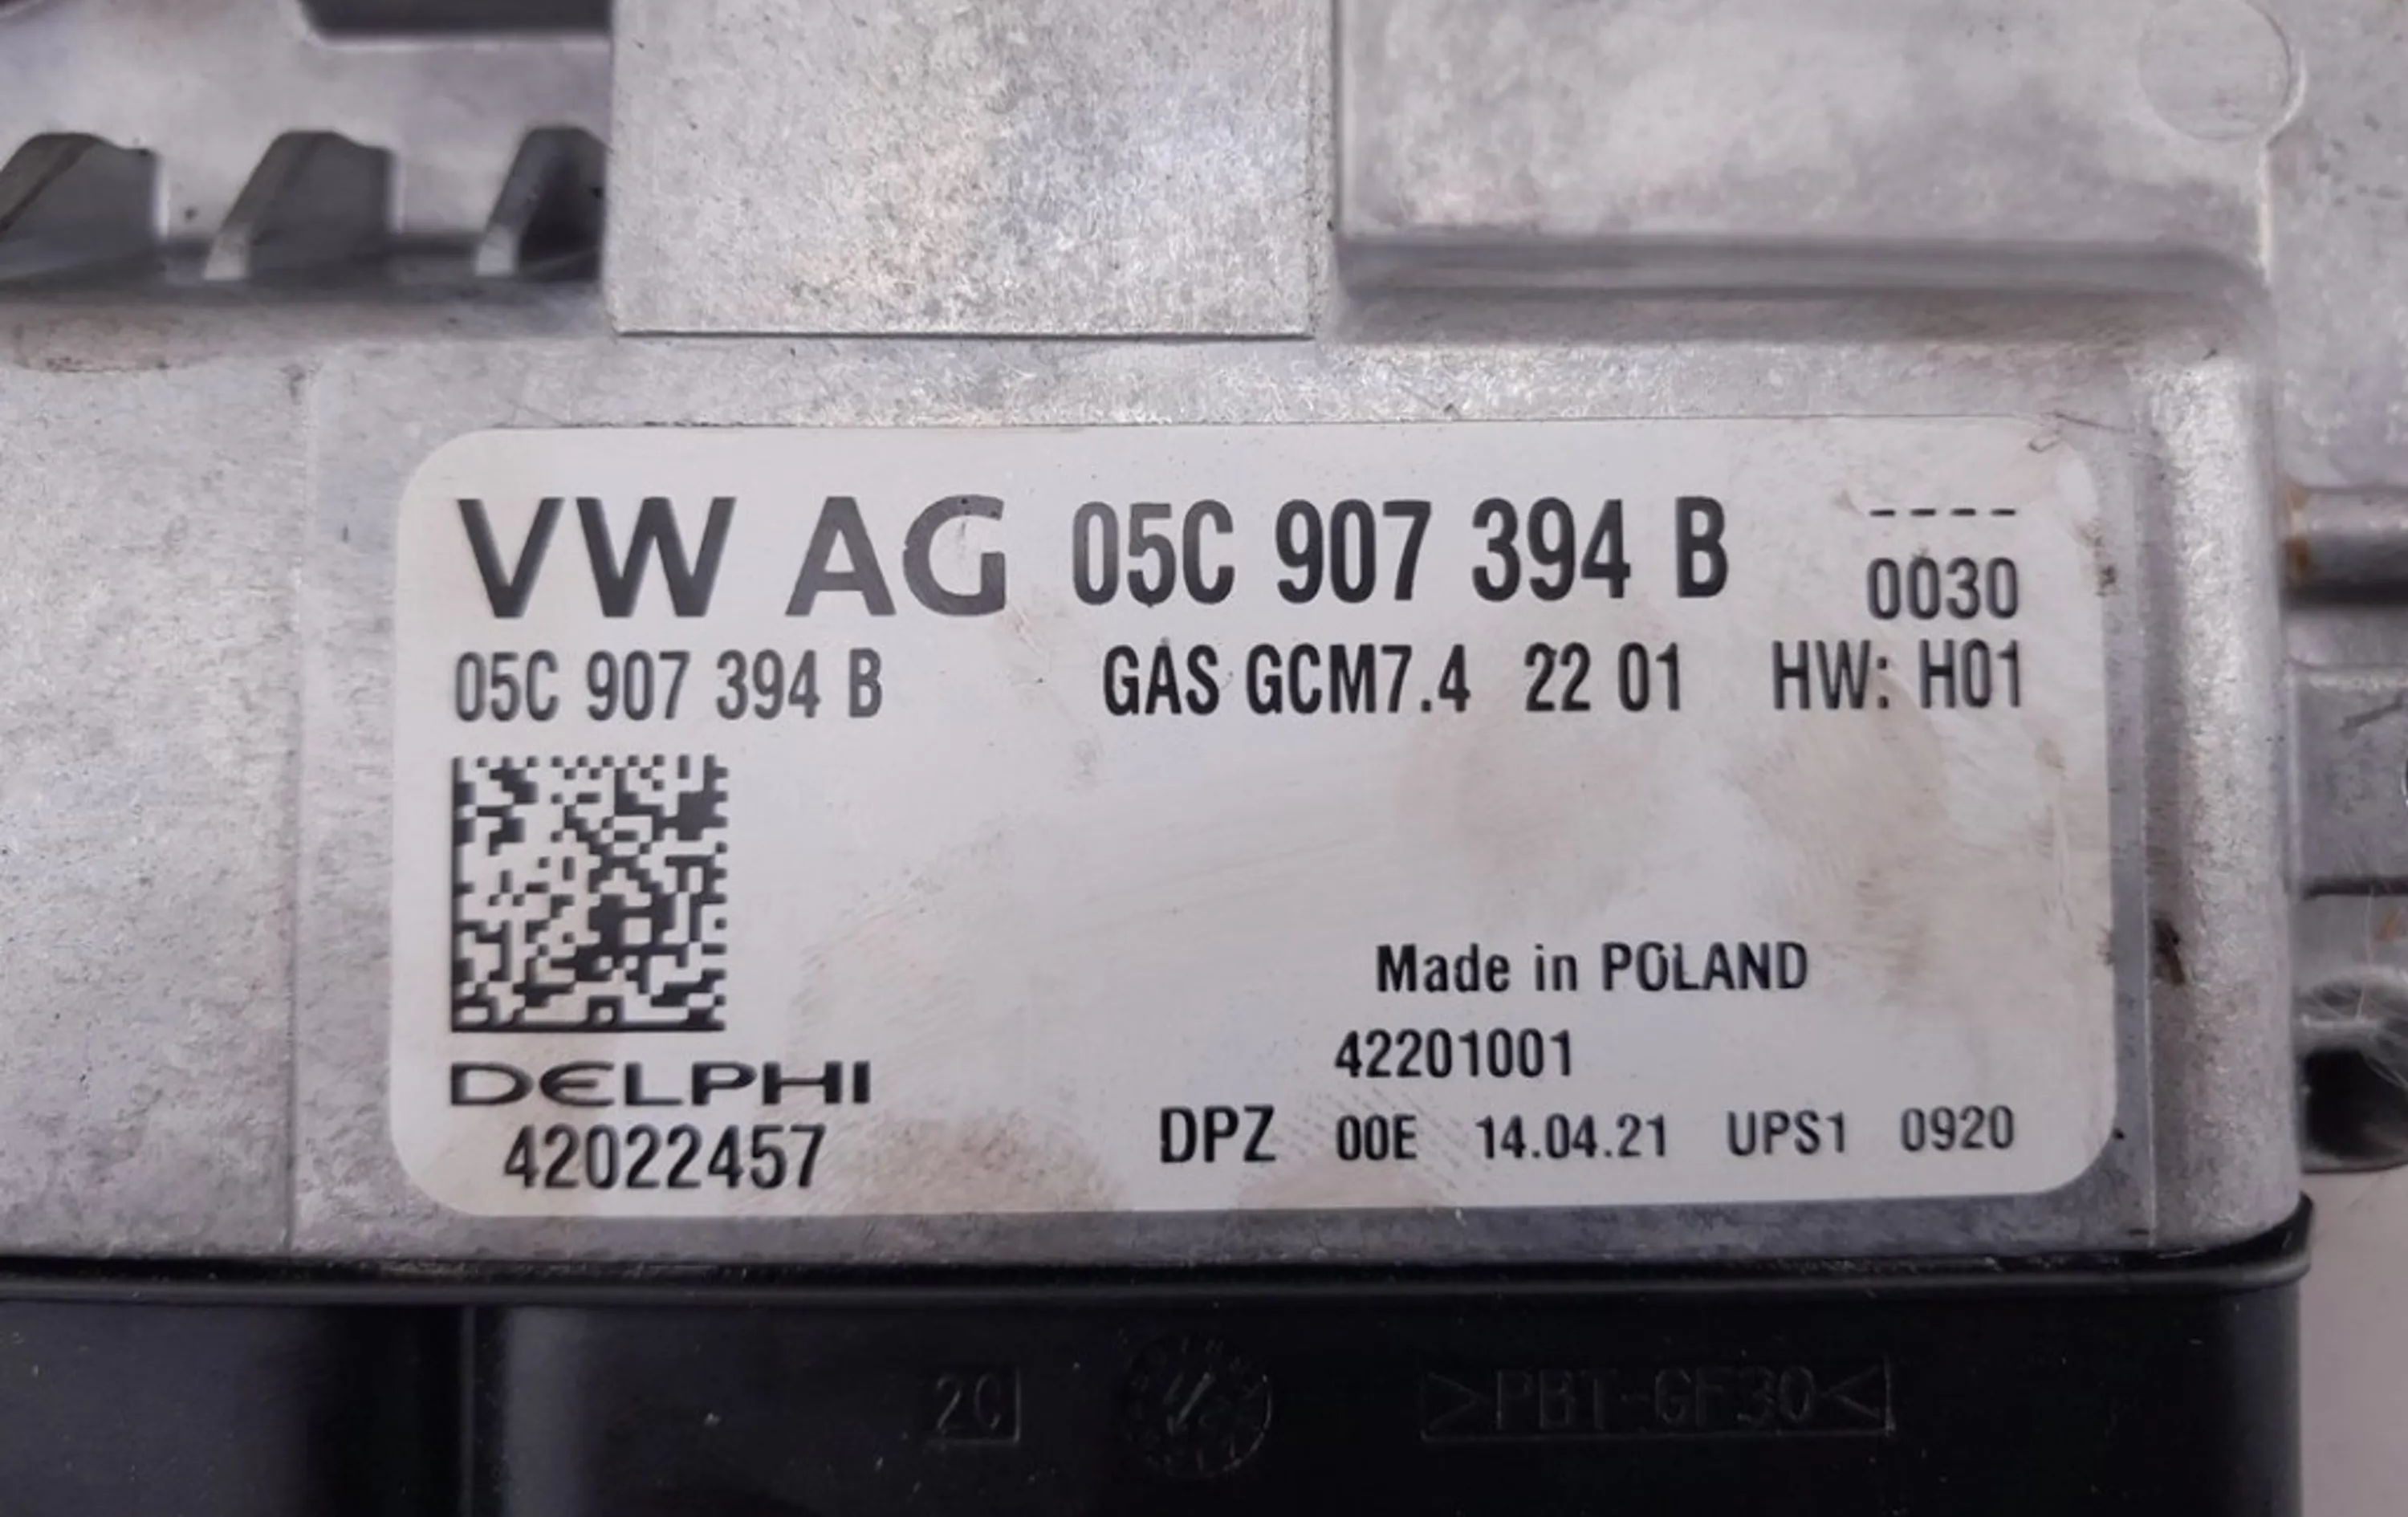 VW AG 05C 907 394 B ----
0030
05C 907 394 B GAS GCM7.4 22 01 HW: H01
Made in POLAND
42201001
DELPHI
42022457
DPZ 00E 14.04.21 UPS1 0920
2C >PBT-GF30<